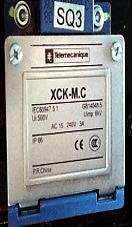 SQ3
Telemecanique
XCK-M.C
IEC60947 5.1 GB14048.5
Ui:500V Uimp: 6kV
AC 15 240V 3A
IP 66
CCC
P.R.China